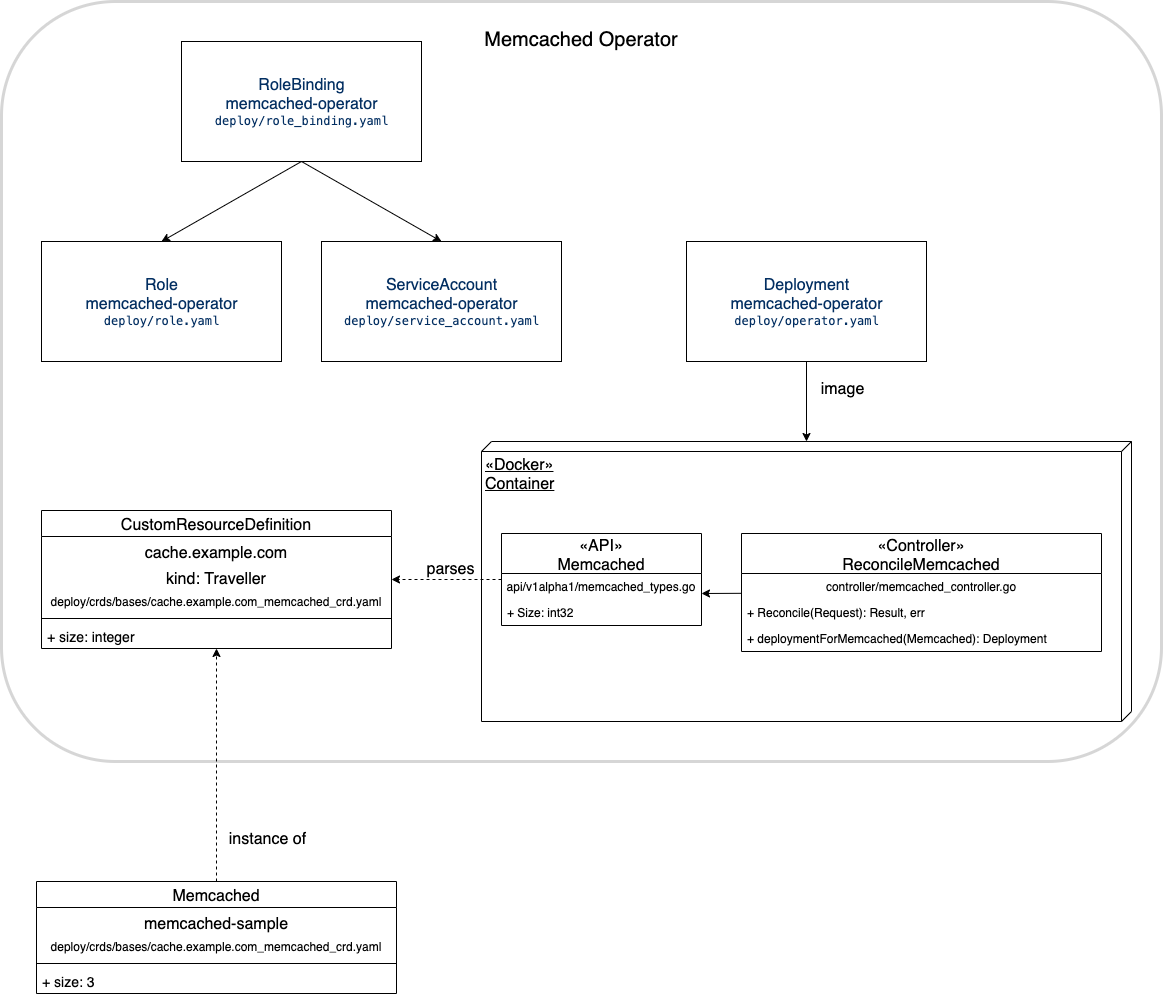 Memcached Operator
RoleBinding
memcached-operator
deploy/role_binding.yaml
Role
memcached-operator
deploy/role.yaml
ServiceAccount
memcached-operator
deploy/service_account.yaml
Deployment
memcached-operator
deploy/operator.yaml
image
«Docker»
Container
CustomResourceDefinition
cache.example.com
kind: Traveller
deploy/crds/bases/cache.example.com_memcached_crd.yaml
+ size: integer
parses
«API»
Memcached
api/v1alpha1/memcached_types.go
+ Size: int32
«Controller»
ReconcileMemcached
controller/memcached_controller.go
+ Reconcile(Request): Result, err
+ deploymentForMemcached(Memcached): Deployment
instance of
Memcached
memcached-sample
deploy/crds/bases/cache.example.com_memcached_crd.yaml
+ size: 3